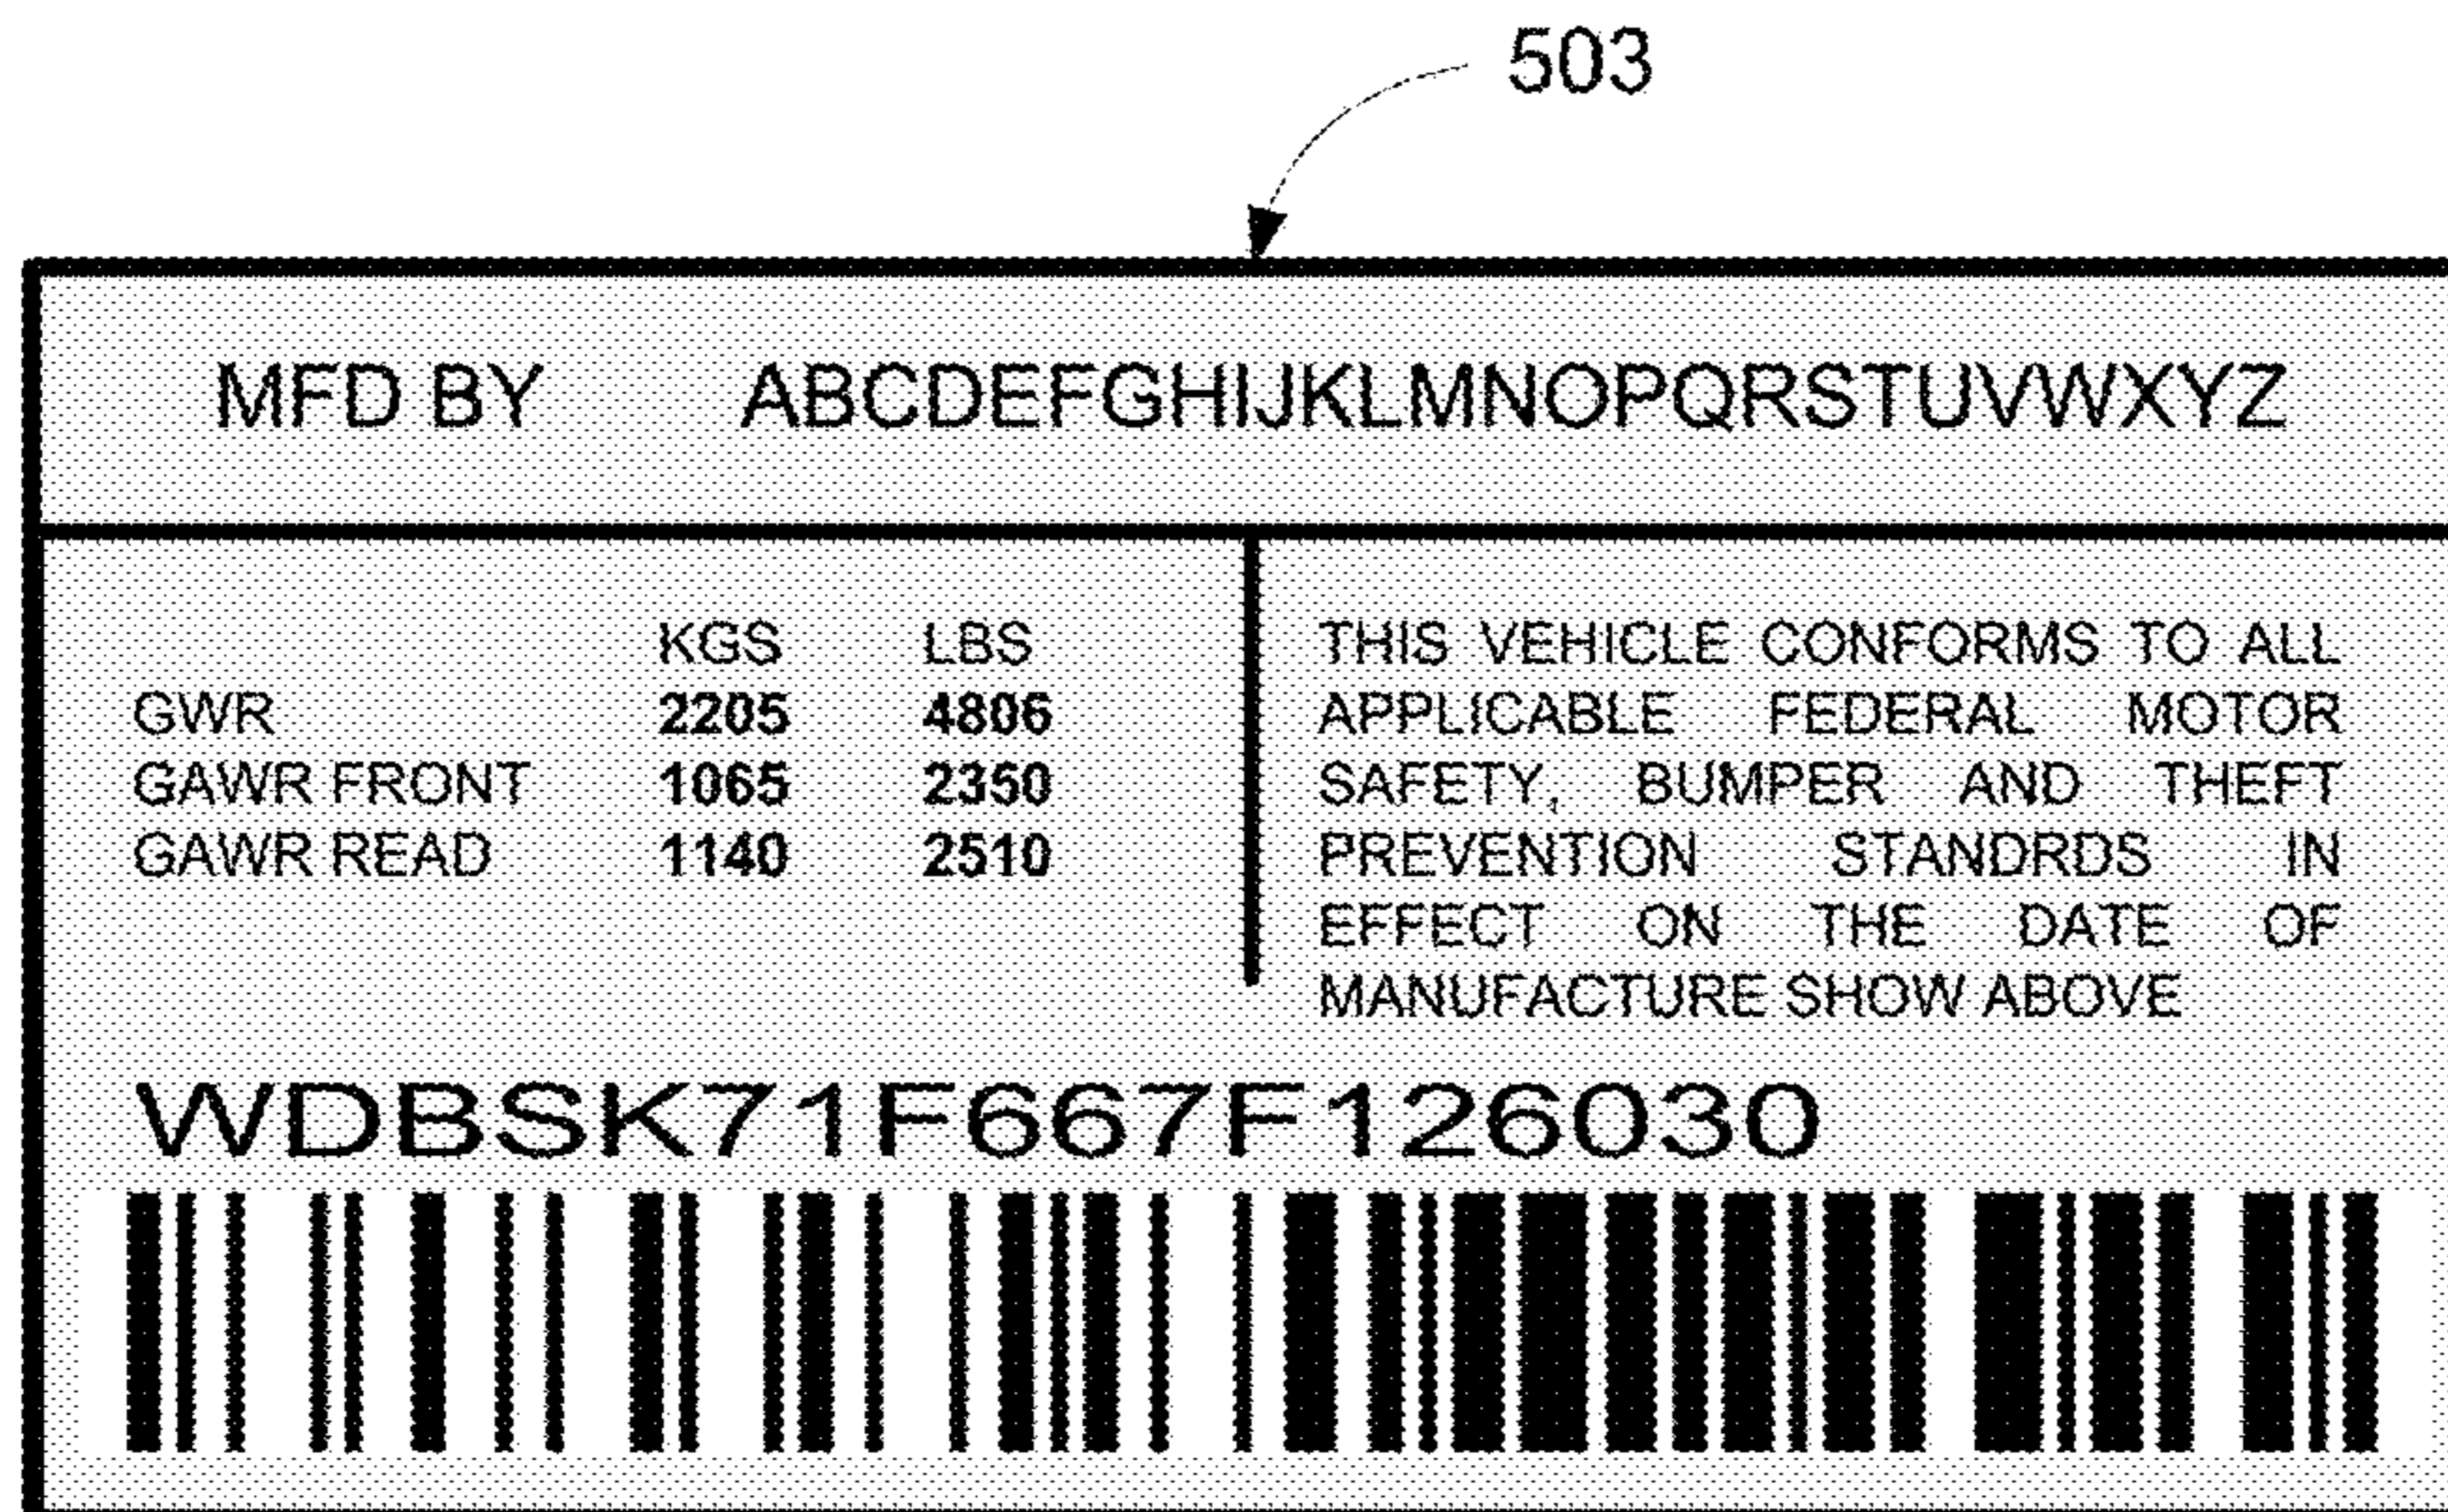 503
MFD BY ABCDEFGHIJKLMNOPQRSTUVWXYZ
KGS LBS
GWR 2205 4806
GAWR FRONT 1065 2350
GAWR READ 1140 2510
THIS VEHICLE CONFORMS TO ALL
APPLICABLE FEDERAL MOTOR
SAFETY, BUMPER AND THEFT
PREVENTION STANDRDS IN
EFFECT ON THE DATE OF
MANUFACTURE SHOW ABOVE
WDBSK71F667F126030